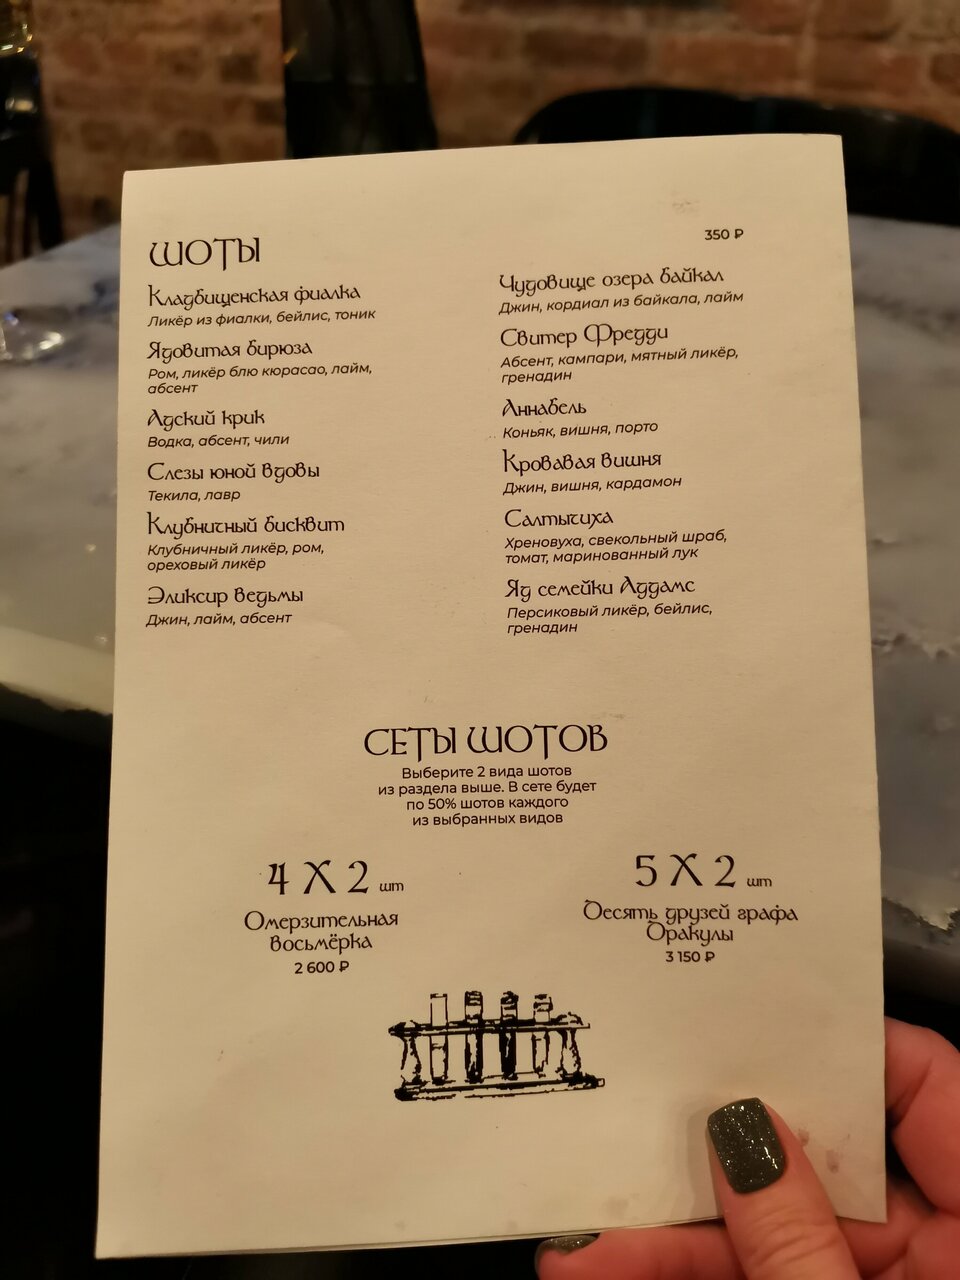 ШОТЫ
350 ₽
Кладбищенская фиалка
Ликёр из фиалки, бейлис, тоник
Ядовитая бирюза
Ром, ликёр блю кюрасао, лайм,
абсент
Адский крик
Водка, абсент, чили
Слезы юной вдовы
Текила, лавр
Клубничный бисквит
Клубничный ликёр, ром,
ореховый ликёр
Эликсир ведьмы
Джин, лайм, абсент
Чудовище озера байкал
Джин, кордиал из байкала, лайм
Свитер Фредди
Абсент, кампари, мятный ликёр,
гренадин
Аннабель
Коньяк, вишня, порто
Кровавая вишня
Джин, вишня, кардамон
Салтычиха
Хреновуха, свекольный шраб,
томат, маринованный лук
Яд семейки Аддамс
Персиковый ликёр, бейлис,
гренадин
СЕТЫ ШОТОВ
Выберите 2 вида шотов
из раздела выше. В сете будет
по 50% шотов каждого
из выбранных видов
4 X 2 шт
Омерзительная
восьмёрка
2 600 ₽
5 X 2 шт
Десять друзей графа
Дракулы
3 150 ₽